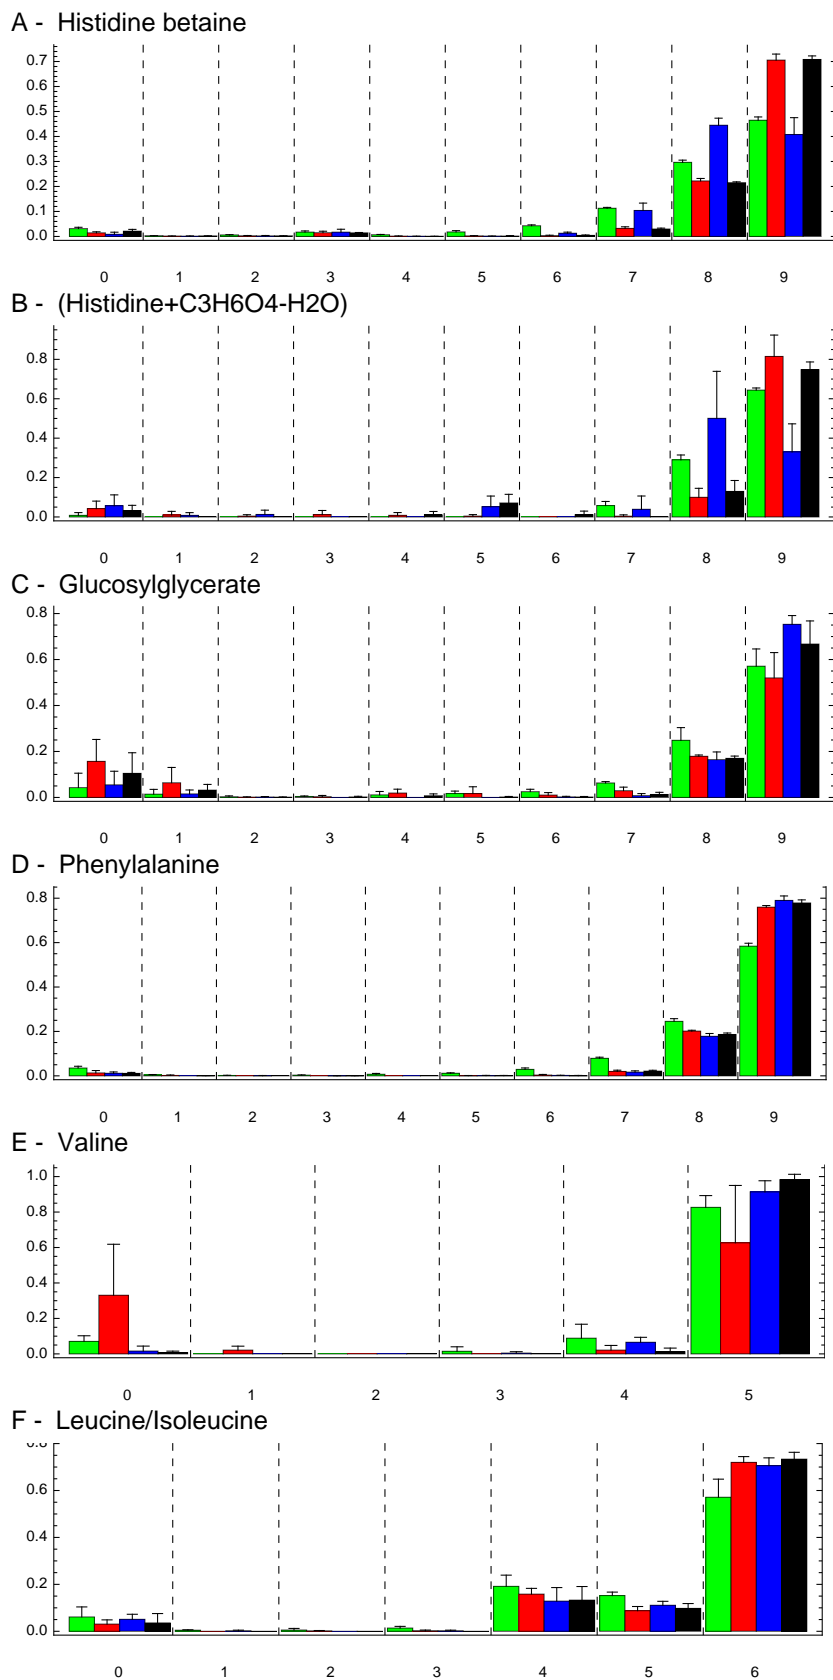 A - Histidine betaine
0.7
0.6
0.5
0.4
0.3
0.2
0.1
0.0
0 1 2 3 4 5 6 7 8 9
B - (Histidine+C3H6O4-H2O)
0.8
0.6
0.4
0.2
0.0
0 1 2 3 4 5 6 7 8 9
C - Glucosylglycerate
0.8
0.6
0.4
0.2
0.0
0 1 2 3 4 5 6 7 8 9
D - Phenylalanine
0.8
0.6
0.4
0.2
0.0
0 1 2 3 4 5 6 7 8 9
E - Valine
1.0
0.8
0.6
0.4
0.2
0.0
0 1 2 3 4 5
F - Leucine/Isoleucine
0.8
0.6
0.4
0.2
0.0
0 1 2 3 4 5 6